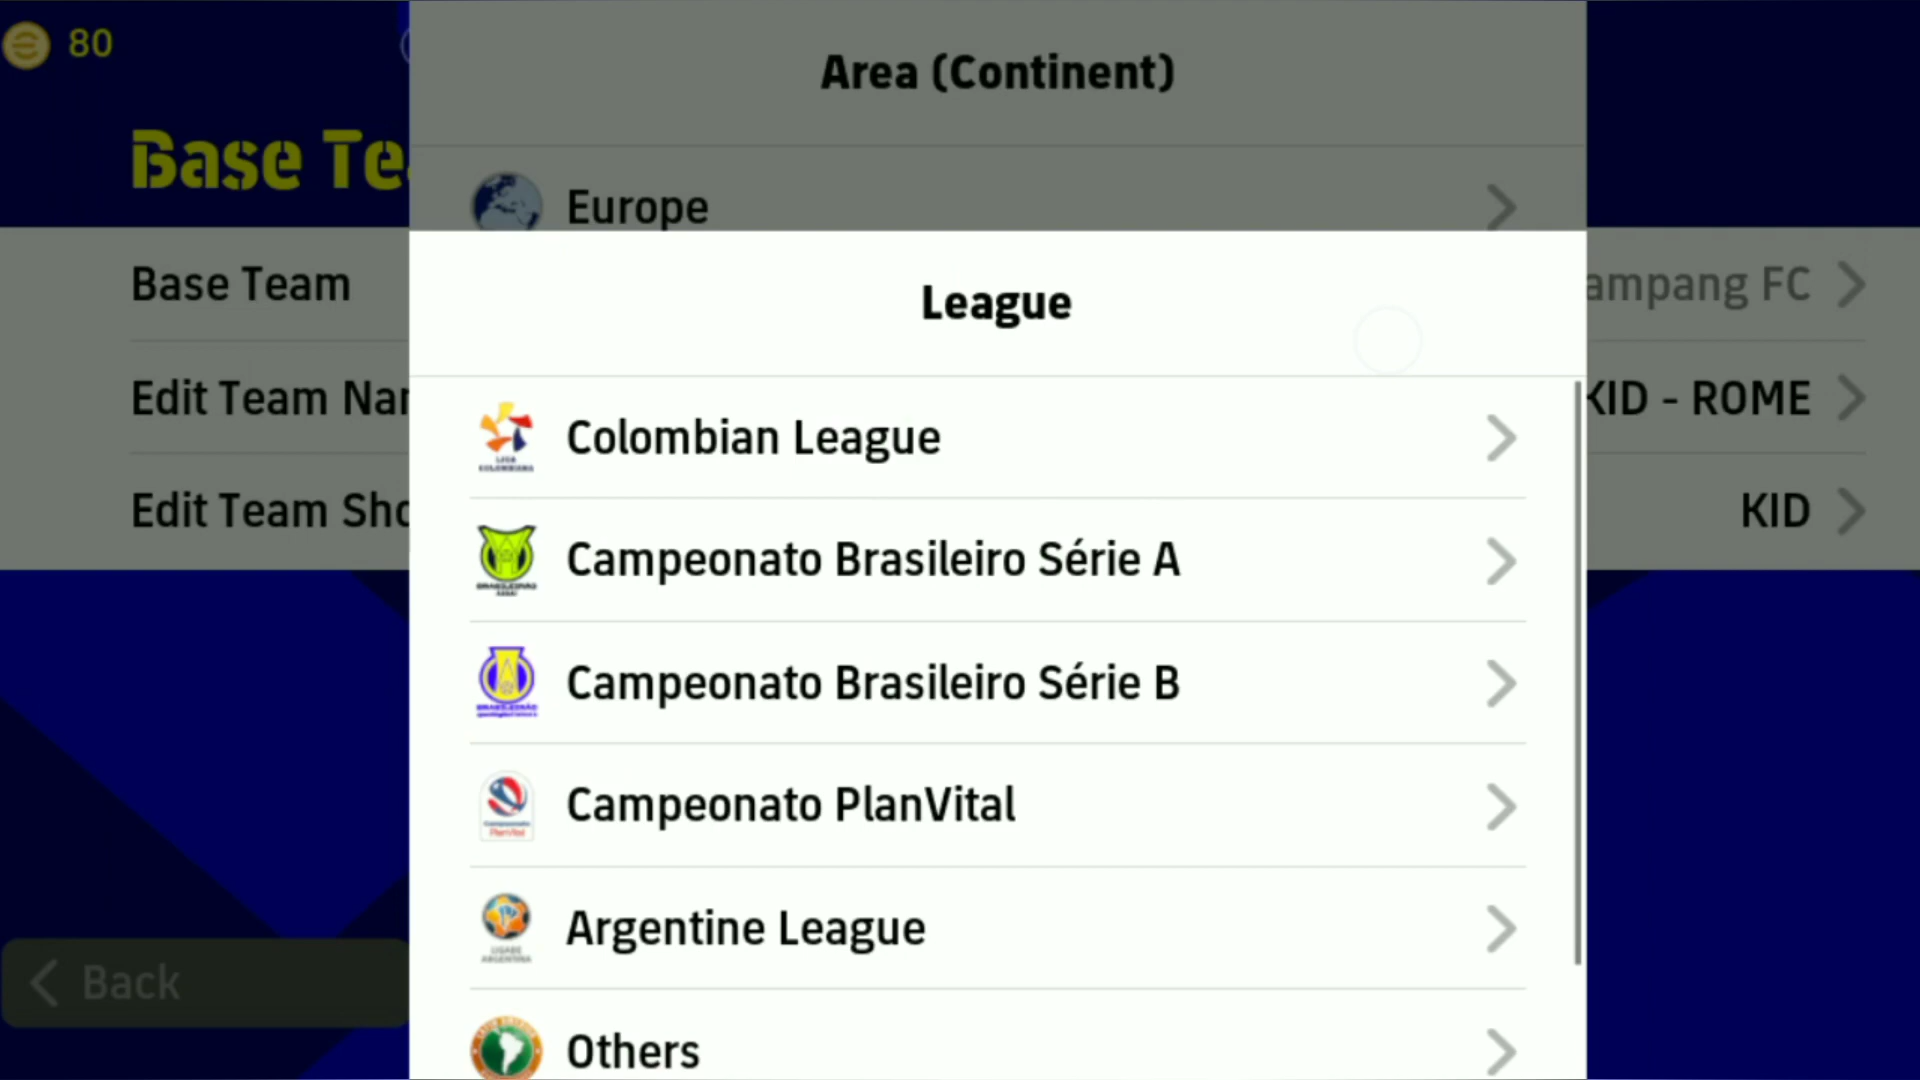 80
Area (Continent)
Base Te
Europe
Base Team
ampang FC
League
Edit Team Nar
KID - ROME
Colombian League
Edit Team Sho
KID
Campeonato Brasileiro Série A
Campeonato Brasileiro Série B
Campeonato PlanVital
Argentine League
Back
Others